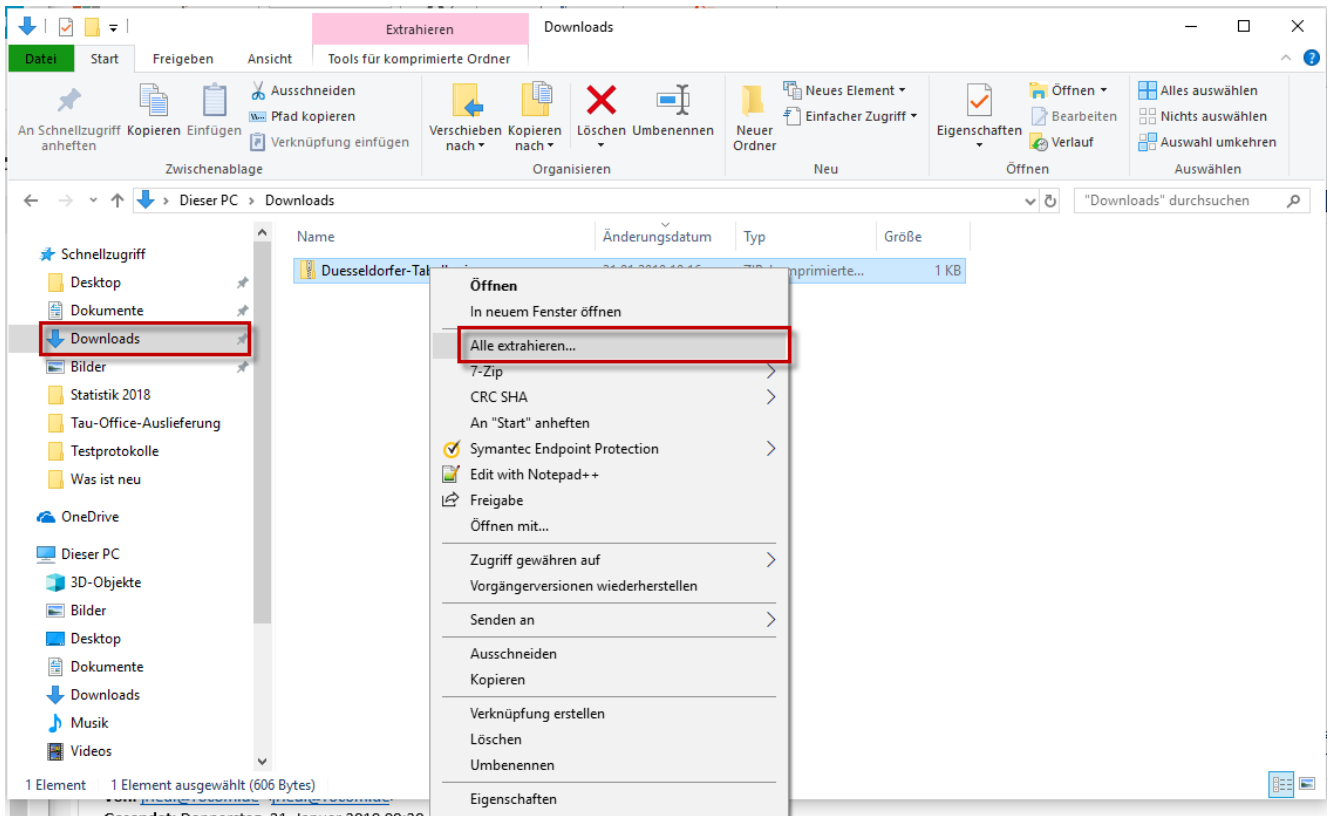 Extrahieren
Downloads
Datei Start Freigeben Ansicht Tools für komprimierte Ordner
An Schnellzugriff anheften
Kopieren
Einfügen
Ausschneiden
Pfad kopieren
Verknüpfung einfügen
Zwischenablage
Verschieben nach
Kopieren nach
Löschen
Umbenennen
Organisieren
Neuer Ordner
Neues Element
Einfacher Zugriff
Neu
Eigenschaften
Öffnen
Bearbeiten
Verlauf
Öffnen
Alles auswählen
Nichts auswählen
Auswahl umkehren
Auswählen
Dieser PC > Downloads
"Downloads" durchsuchen
Name Änderungsdatum Typ Größe
1 KB
Schnellzugriff
Desktop
Dokumente
Downloads
Bilder
Statistik 2018
Tau-Office-Auslieferung
Testprotokolle
Was ist neu
OneDrive
Dieser PC
3D-Objekte
Bilder
Desktop
Dokumente
Downloads
Musik
Videos
Öffnen
In neuem Fenster öffnen
Alle extrahieren...
7-Zip
CRC SHA
An "Start" anheften
Symantec Endpoint Protection
Edit with Notepad++
Freigabe
Öffnen mit...
Zugriff gewähren auf
Vorgängerversionen wiederherstellen
Senden an
Ausschneiden
Kopieren
Verknüpfung erstellen
Löschen
Umbenennen
Eigenschaften
1 Element 1 Element ausgewählt (606 Bytes)